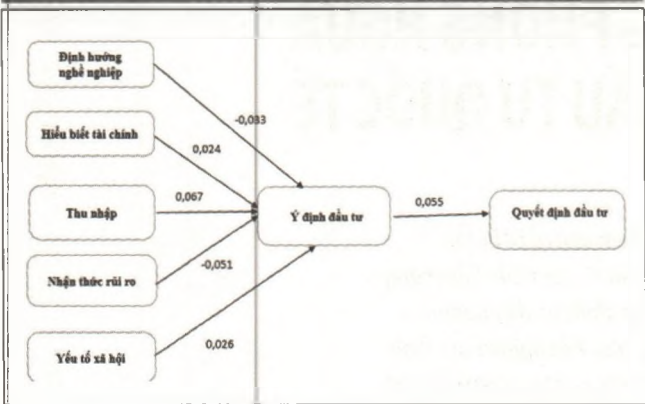 Định hướng
nghề nghiệp
-0,033
Hiểu biết tài chính
0,024
Thu nhập
0,067
Ý định đầu tư
0,055
Quyết định đầu tư
Nhận thức rủi ro
-0,051
Yếu tố xã hội
0,026